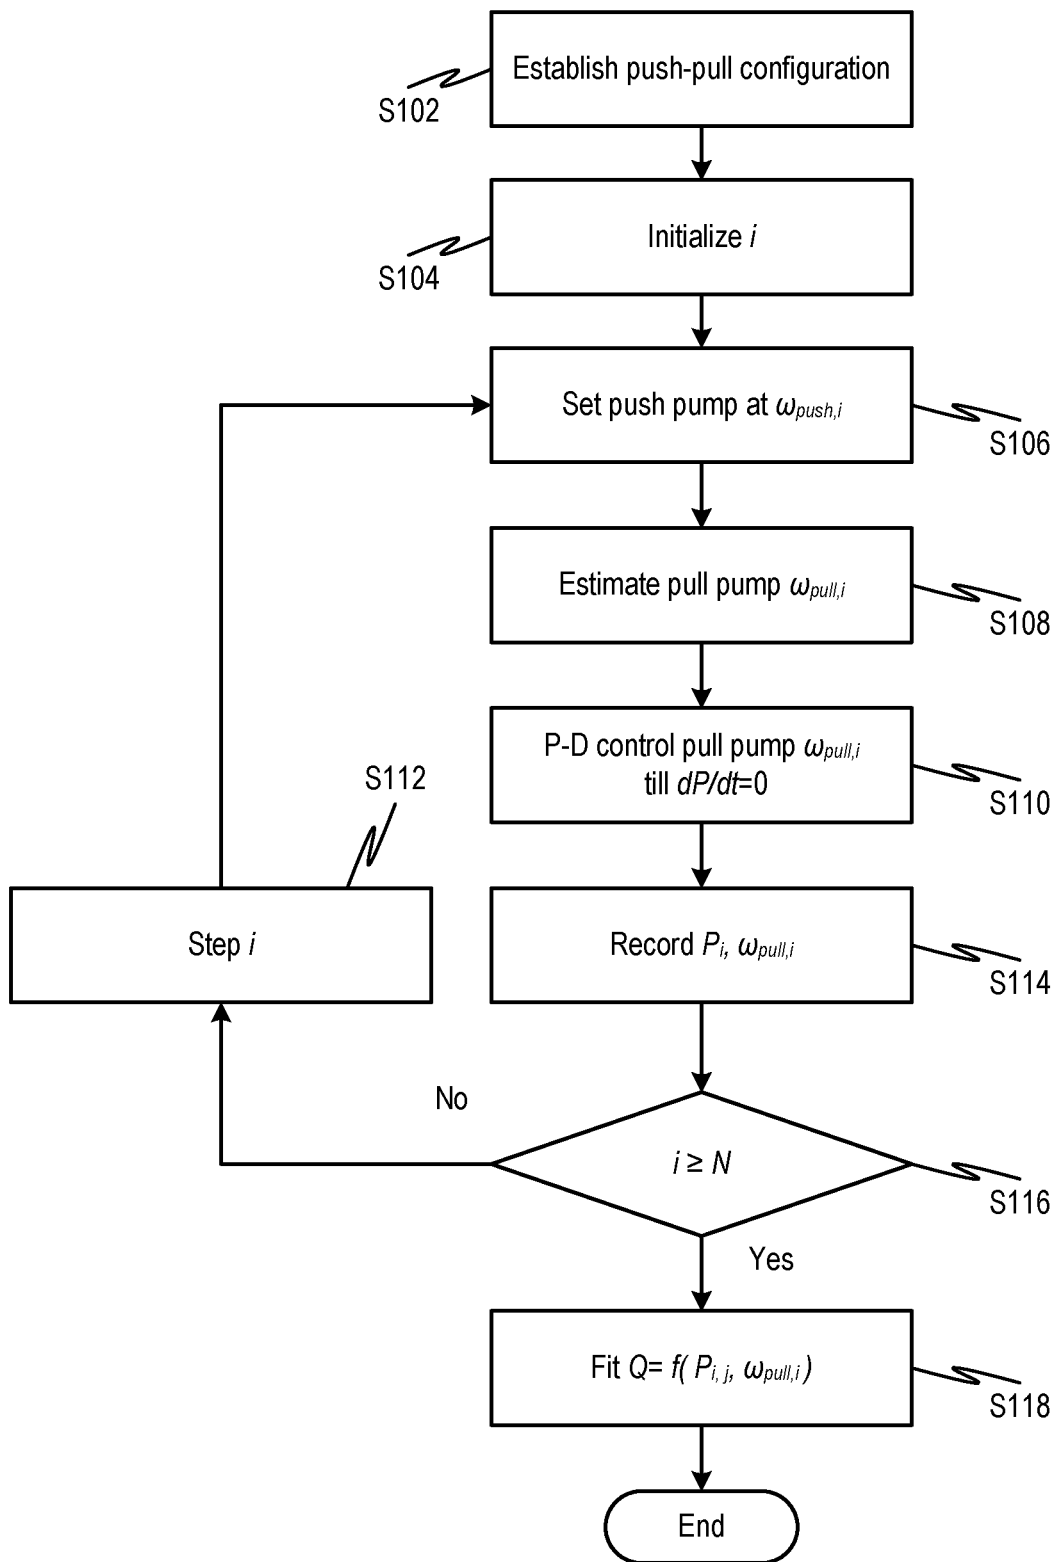 Establish push-pull configuration
S102
Initialize i
S104
Set push pump at ωpush,i
S106
Estimate pull pump ωpull,i
S108
P-D control pull pump ωpull,i
till dP/dt=0
S110
S112
Step i
Record Pi, ωpull,i
S114
No
i ≥ N
S116
Yes
Fit Q= f( Pi, j, ωpull,i )
S118
End